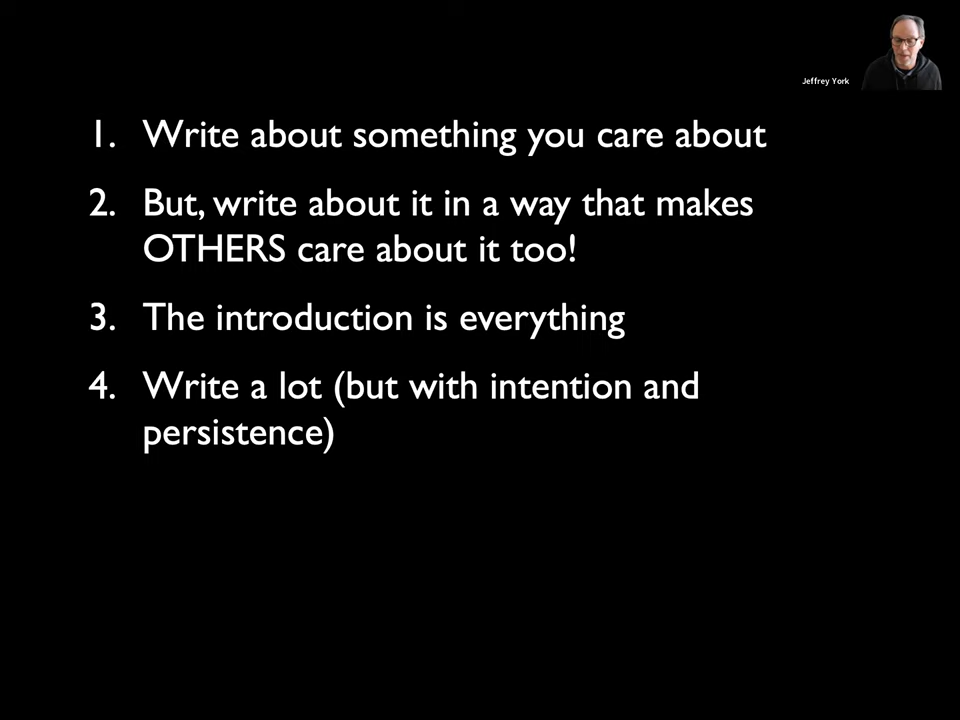 Jeffrey York
1. Write about something you care about
2. But, write about it in a way that makes
OTHERS care about it too!
3. The introduction is everything
4. Write a lot (but with intention and
persistence)